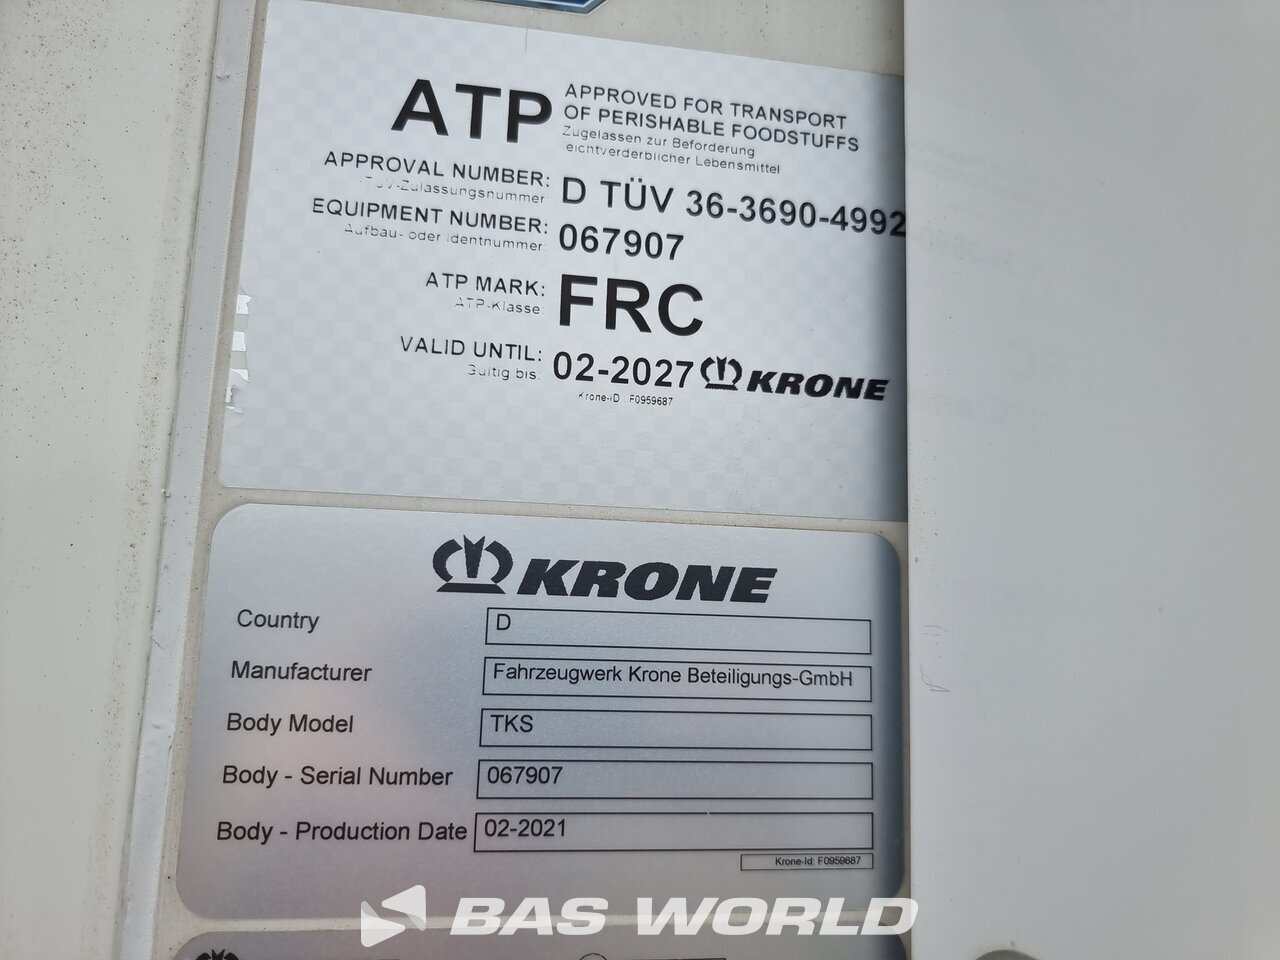 ATP APPROVED FOR TRANSPORT
OF PERISHABLE FOODSTUFFS
Zugelassen zur Beförderung
eichtverderblicher Lebensmittel
APPROVAL NUMBER: D TÜV 36-3690-4992
TÜV-Zulassungsnummer:
EQUIPMENT NUMBER: 067907
Aufbau- oder Identnummer:
ATP MARK: FRC
ATP-Klasse:
VALID UNTIL: 02-2027 KRONE
Gültig bis:
Krone-ID F0959687
KRONE
Country D
Manufacturer Fahrzeugwerk Krone Beteiligungs-GmbH
Body Model TKS
Body - Serial Number 067907
Body - Production Date 02-2021
Krone-Id: F0959687
BAS WORLD